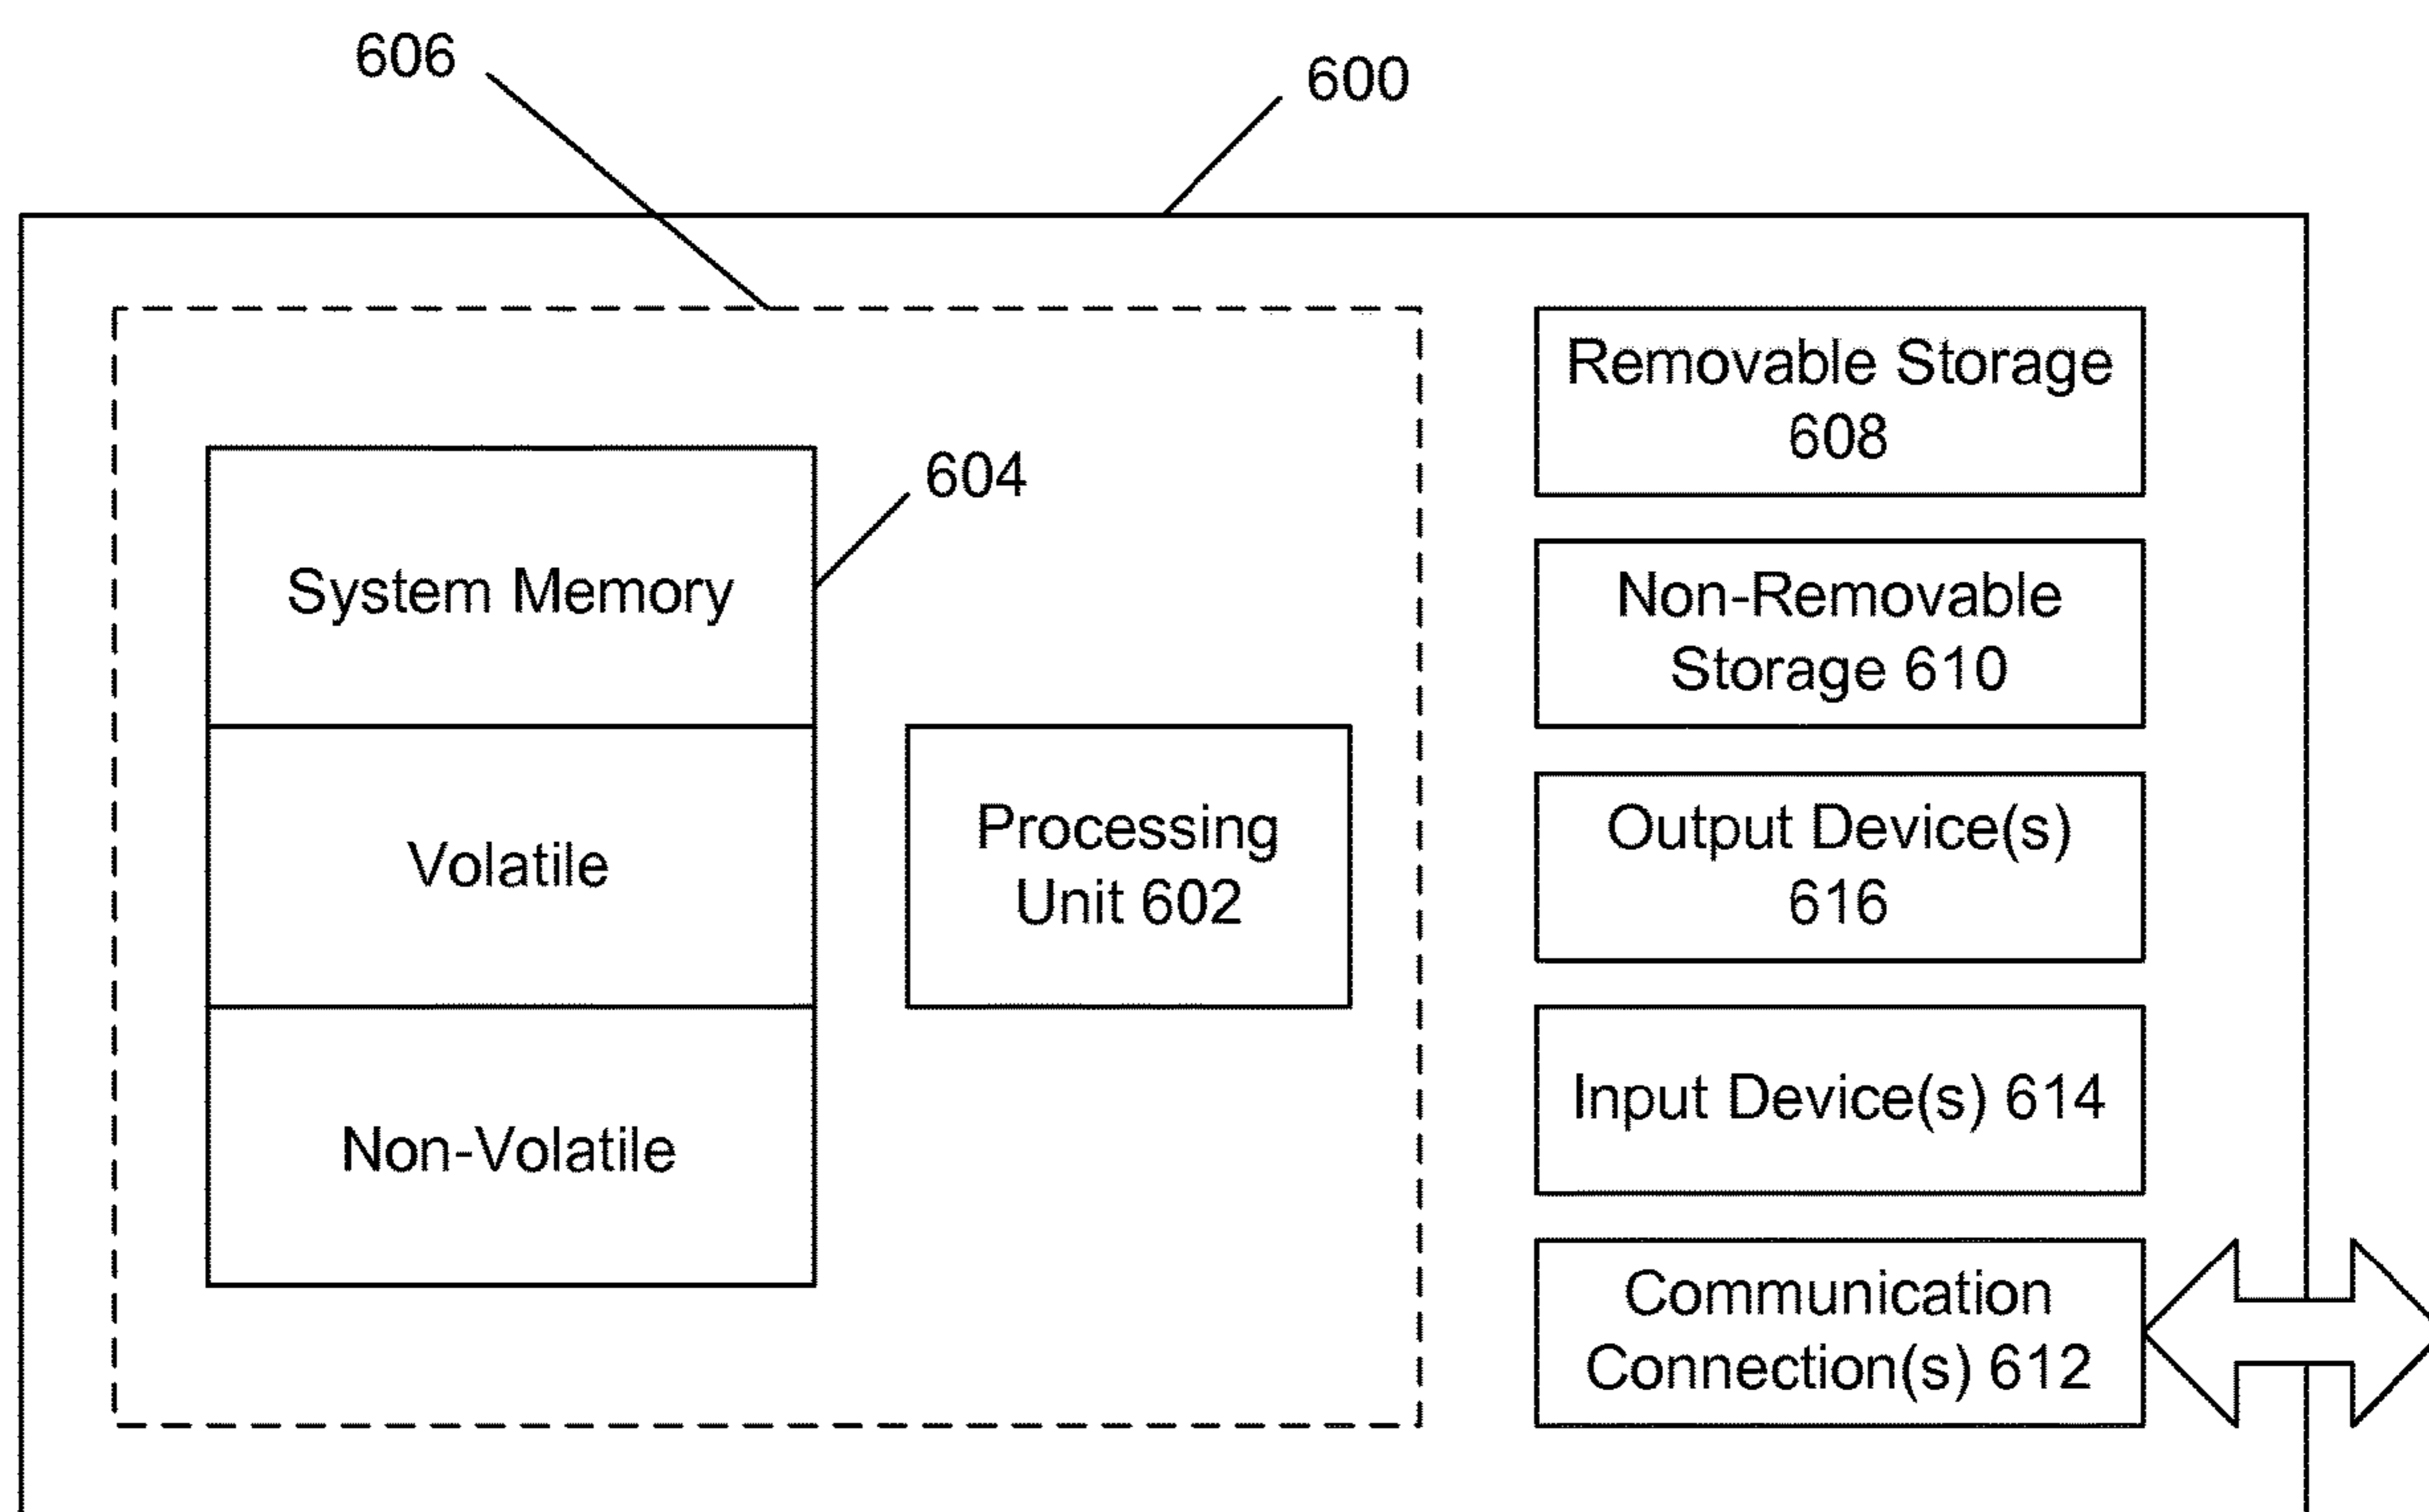 606
600
604
System Memory
Volatile
Non-Volatile
Processing
Unit 602
Removable Storage
608
Non-Removable
Storage 610
Output Device(s)
616
Input Device(s) 614
Communication
Connection(s) 612